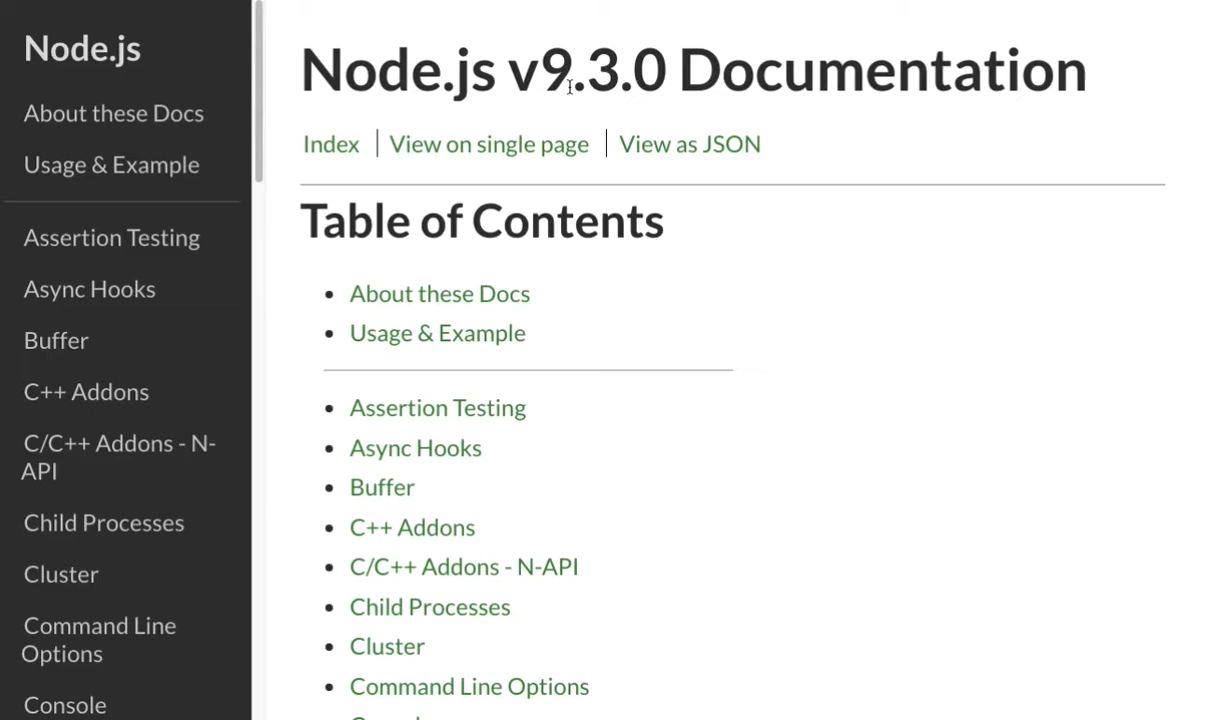 Node.js
About these Docs
Usage & Example
Assertion Testing
Async Hooks
Buffer
C++ Addons
C/C++ Addons - N-
API
Child Processes
Cluster
Command Line
Options
Console
Node.js v9.3.0 Documentation
Index | View on single page | View as JSON
Table of Contents
• About these Docs
• Usage & Example
• Assertion Testing
• Async Hooks
• Buffer
• C++ Addons
• C/C++ Addons - N-API
• Child Processes
• Cluster
• Command Line Options